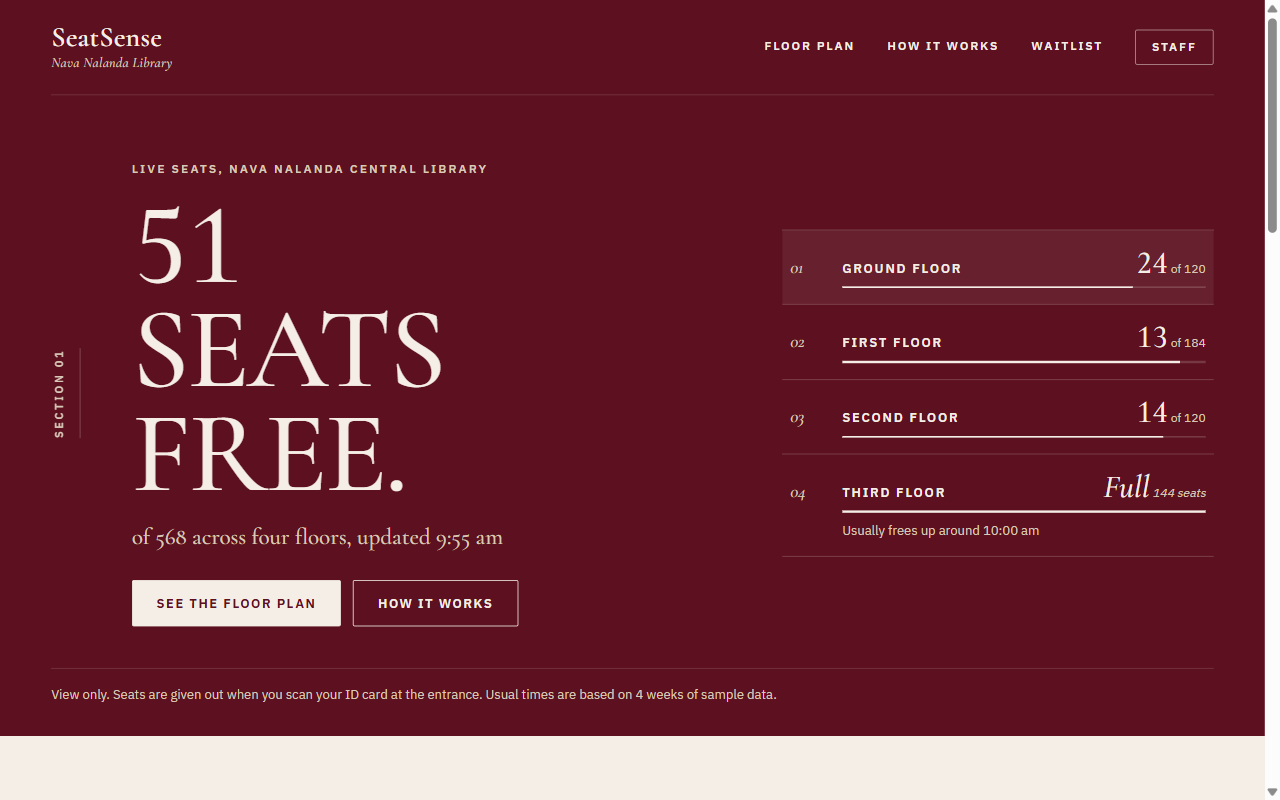 SeatSense
Nava Nalanda Library
FLOOR PLAN
HOW IT WORKS
WAITLIST
STAFF
SECTION 01
LIVE SEATS, NAVA NALANDA CENTRAL LIBRARY
51
SEATS
FREE.
of 568 across four floors, updated 9:55 am
SEE THE FLOOR PLAN
HOW IT WORKS
01 GROUND FLOOR 24 of 120
02 FIRST FLOOR 13 of 184
03 SECOND FLOOR 14 of 120
04 THIRD FLOOR Full 144 seats
Usually frees up around 10:00 am
View only. Seats are given out when you scan your ID card at the entrance. Usual times are based on 4 weeks of sample data.